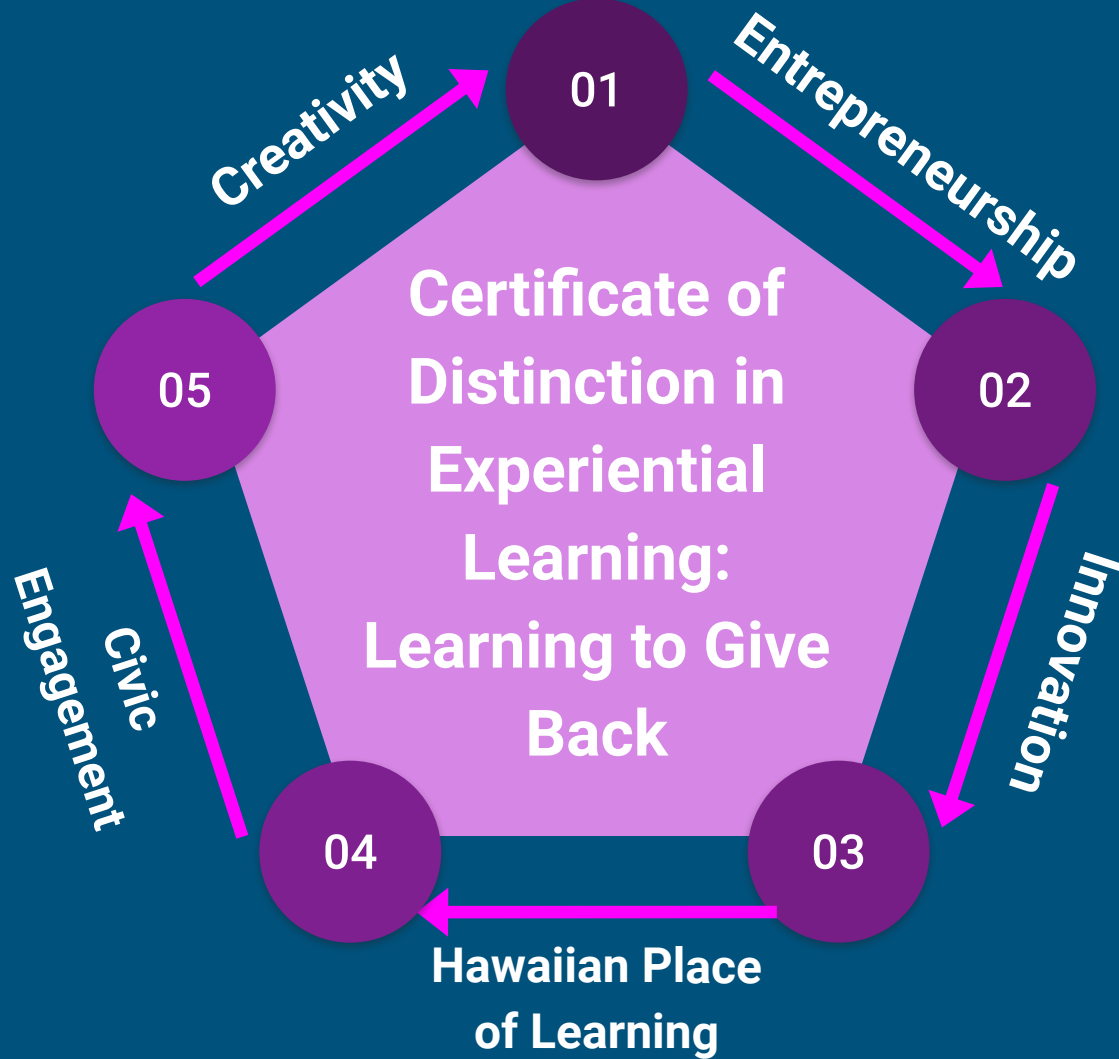 01
Entrepreneurship
02
Innovation
03
Hawaiian Place
of Learning
04
Civic
Engagement
05
Creativity
Certificate of
Distinction in
Experiential
Learning:
Learning to Give
Back